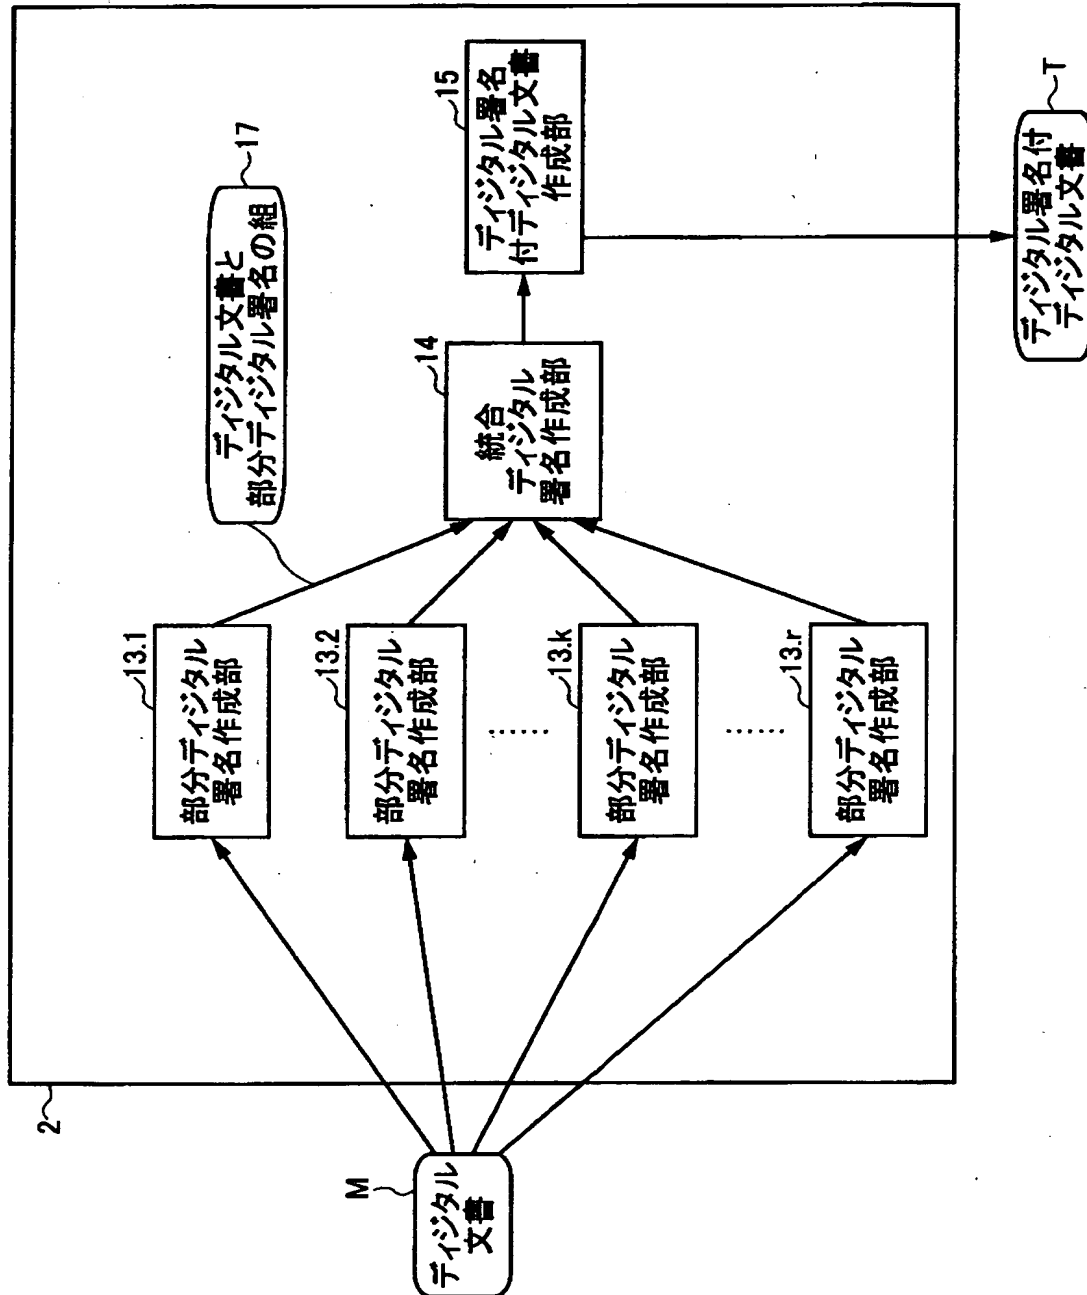 2
M
ディジタル
文書
13.1
部分ディジタル
署名作成部
13.2
部分ディジタル
署名作成部
13.k
部分ディジタル
署名作成部
13.r
部分ディジタル
署名作成部
17
ディジタル文書と
部分ディジタル署名の組
14
統合
ディジタル
署名作成部
15
ディジタル署名
付ディジタル文書
作成部
T
ディジタル署名付
ディジタル文書